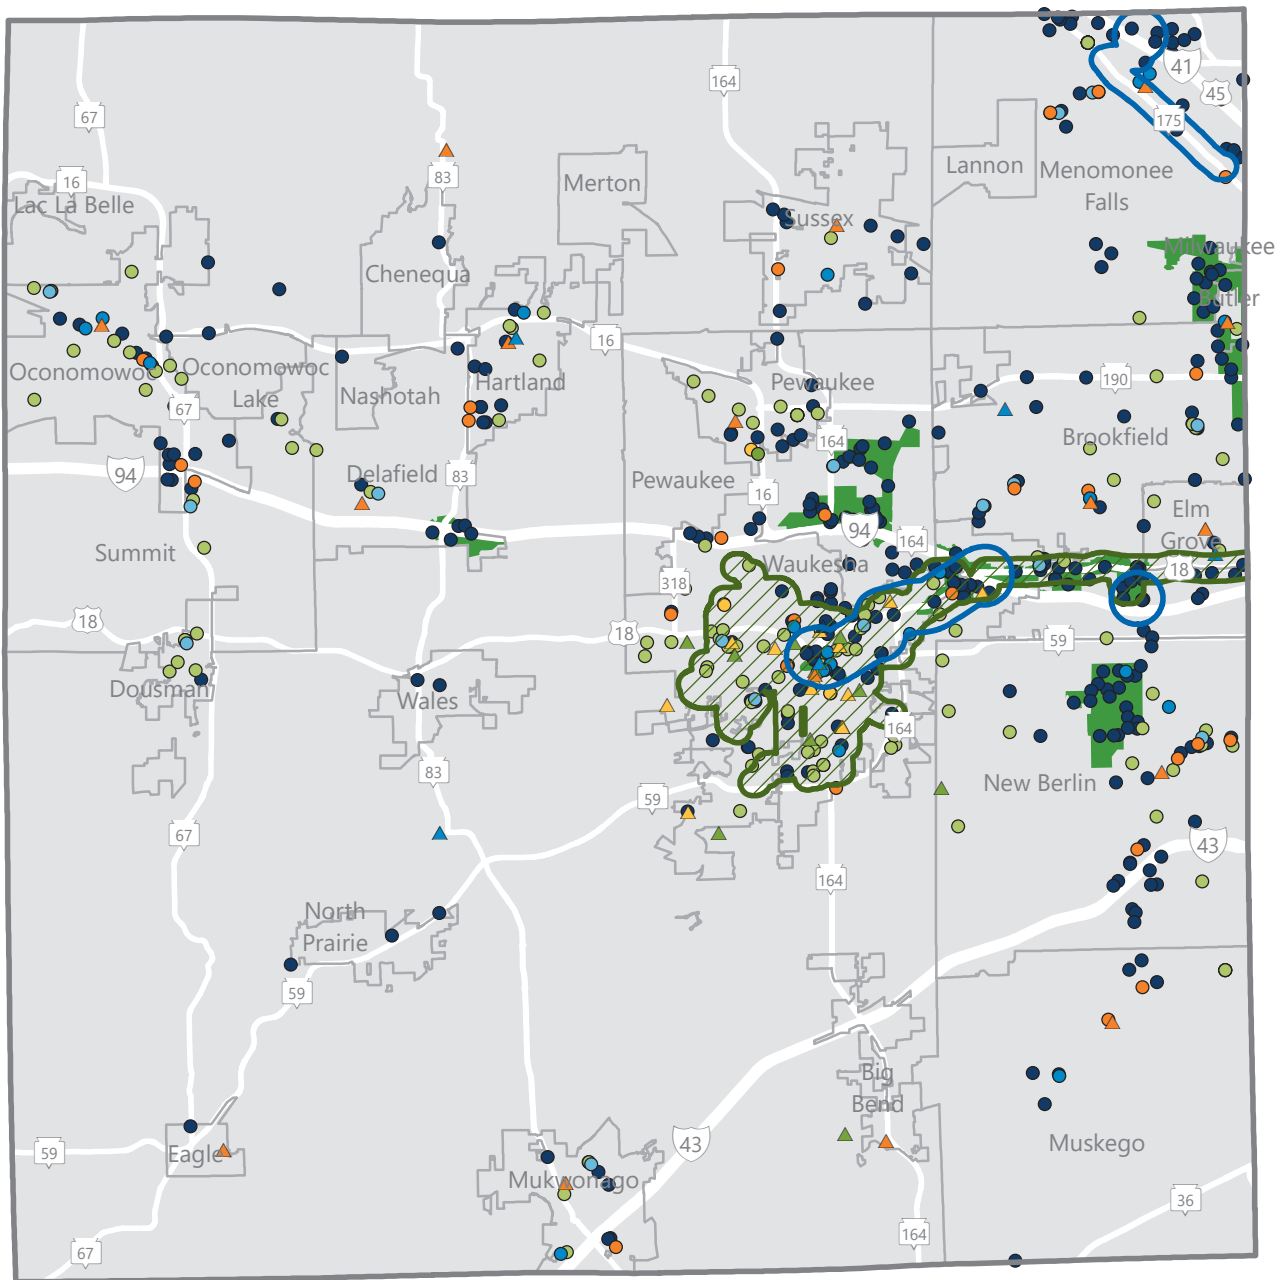 164
41
45
67
175
Lannon
Menomonee
Falls
16
83
Merton
Lac La Belle
Sussex
Milwaukee
Chenequa
Butler
16
Oconomowoc
Oconomowoc
Lake
Nashotah
Hartland
Pewaukee
190
67
164
Brookfield
94
Delafield
83
Pewaukee
16
Elm
Grove
94
164
Summit
Waukesha
18
318
18
18
59
Dousman
Wales
164
83
59
New Berlin
67
43
164
North
Prairie
59
Big
Bend
59
Eagle
43
Muskego
Mukwonago
36
164
67